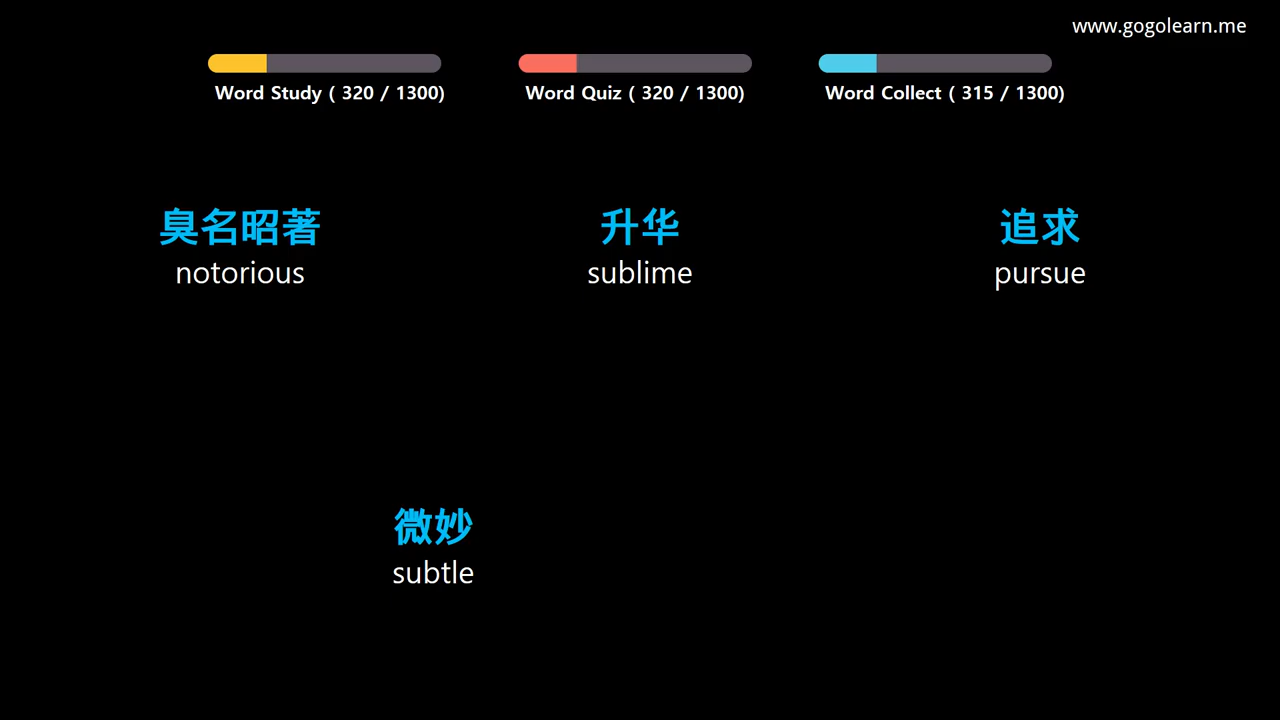 www.gogolearn.me
Word Study ( 320 / 1300)
Word Quiz ( 320 / 1300)
Word Collect ( 315 / 1300)
臭名昭著
notorious
升华
sublime
追求
pursue
微妙
subtle